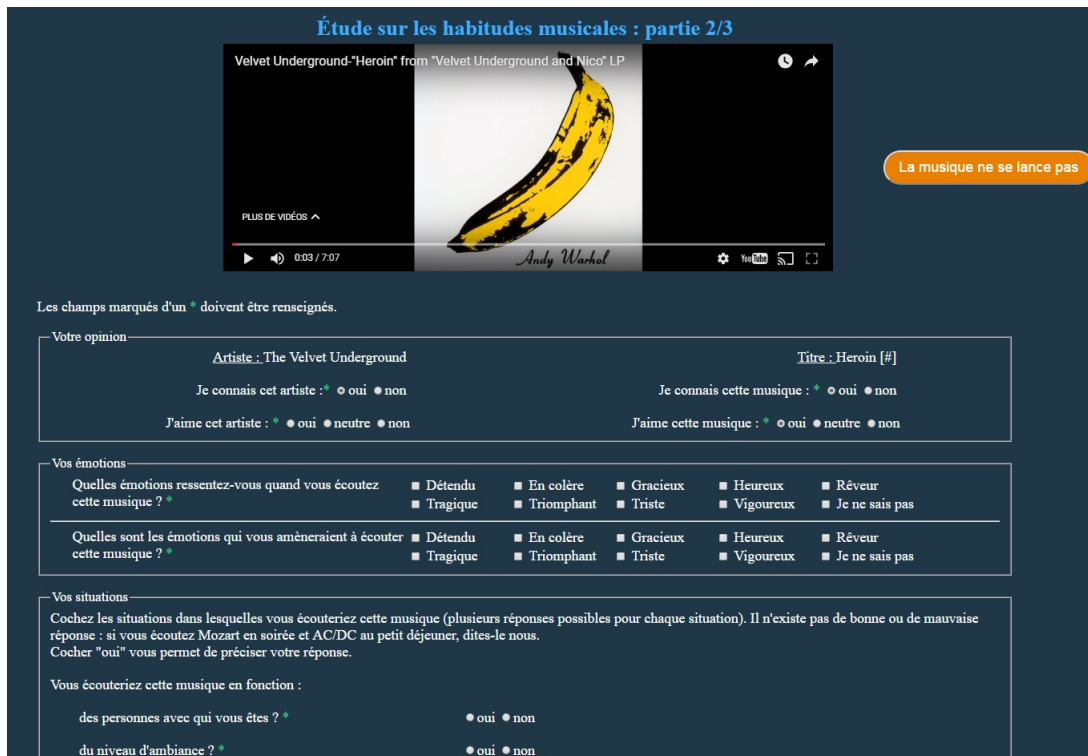 Étude sur les habitudes musicales : partie 2/3
Velvet Underground-"Heroin" from "Velvet Underground and Nico" LP
La musique ne se lance pas
PLUS DE VIDÉOS
0:03 / 7:07
Andy Warhol
YouTube
Les champs marqués d'un * doivent être renseignés.
Votre opinion
Artiste : The Velvet Underground
Titre : Heroin [#]
Je connais cet artiste :* oui non
Je connais cette musique : * oui non
J'aime cet artiste : * oui neutre non
J'aime cette musique : * oui neutre non
Vos émotions
Quelles émotions ressentez-vous quand vous écoutez
cette musique ? *
Détendu En colère Gracieux Heureux Rêveur
Tragique Triomphant Triste Vigoureux Je ne sais pas
Quelles sont les émotions qui vous amèneraient à écouter
cette musique ? *
Détendu En colère Gracieux Heureux Rêveur
Tragique Triomphant Triste Vigoureux Je ne sais pas
Vos situations
Cochez les situations dans lesquelles vous écouteriez cette musique (plusieurs réponses possibles pour chaque situation). Il n'existe pas de bonne ou de mauvaise
réponse : si vous écoutez Mozart en soirée et AC/DC au petit déjeuner, dites-le nous.
Cocher "oui" vous permet de préciser votre réponse.
Vous écouteriez cette musique en fonction :
des personnes avec qui vous êtes ? * oui non
du niveau d'ambiance ? * oui non